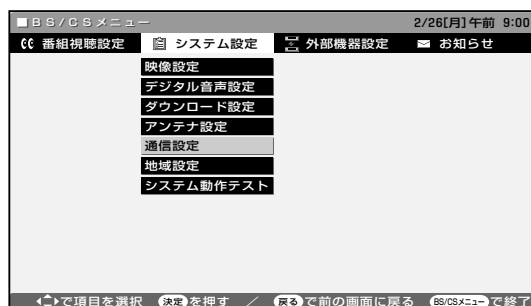 ■BS/CSメニュー 2/26[月]午前 9:00
番組視聴設定 システム設定 外部機器設定 お知らせ
映像設定
デジタル音声設定
ダウンロード設定
アンテナ設定
通信設定
地域設定
システム動作テスト
で項目を選択 決定を押す / 戻るで前の画面に戻る BS/CSメニューで終了